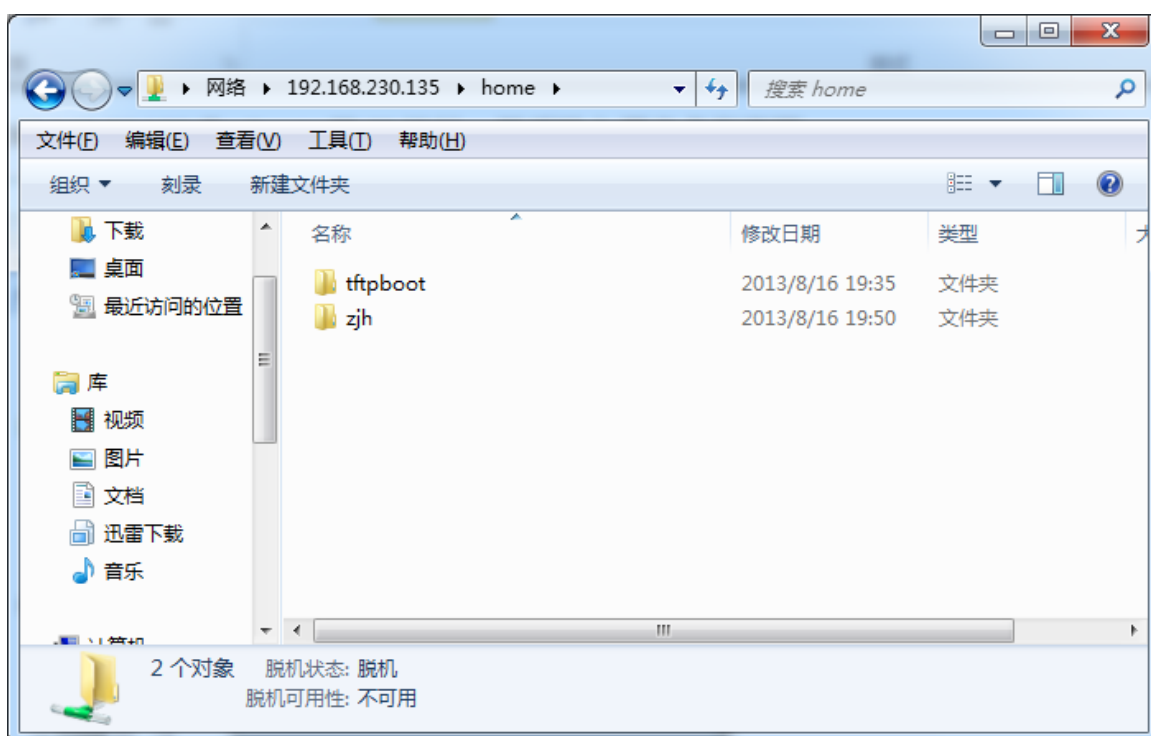 网络 192.168.230.135 home 搜索 home
文件(F) 编辑(E) 查看(V) 工具(T) 帮助(H)
组织 刻录 新建文件夹
名称 修改日期 类型
下载
桌面
最近访问的位置
库
视频
图片
文档
迅雷下载
音乐
tftpboot 2013/8/16 19:35 文件夹
zjh 2013/8/16 19:50 文件夹
2 个对象 脱机状态: 脱机
脱机可用性: 不可用